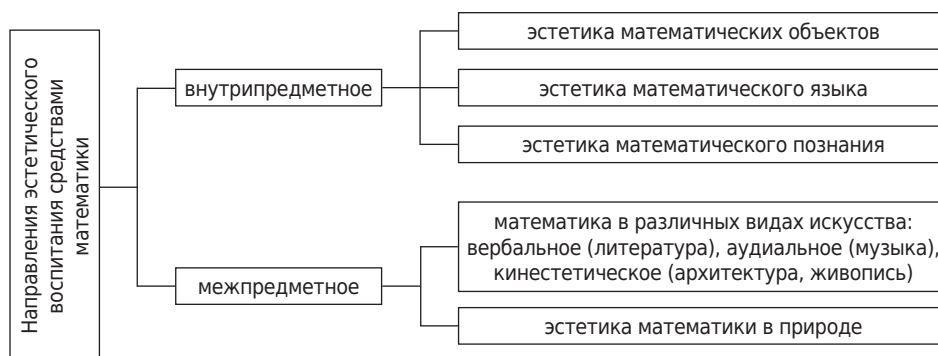 Направления эстетического
воспитания средствами
математики
внутрипредметное
эстетика математических объектов
эстетика математического языка
эстетика математического познания
межпредметное
математика в различных видах искусства:
вербальное (литература), аудиальное (музыка),
кинестетическое (архитектура, живопись)
эстетика математики в природе